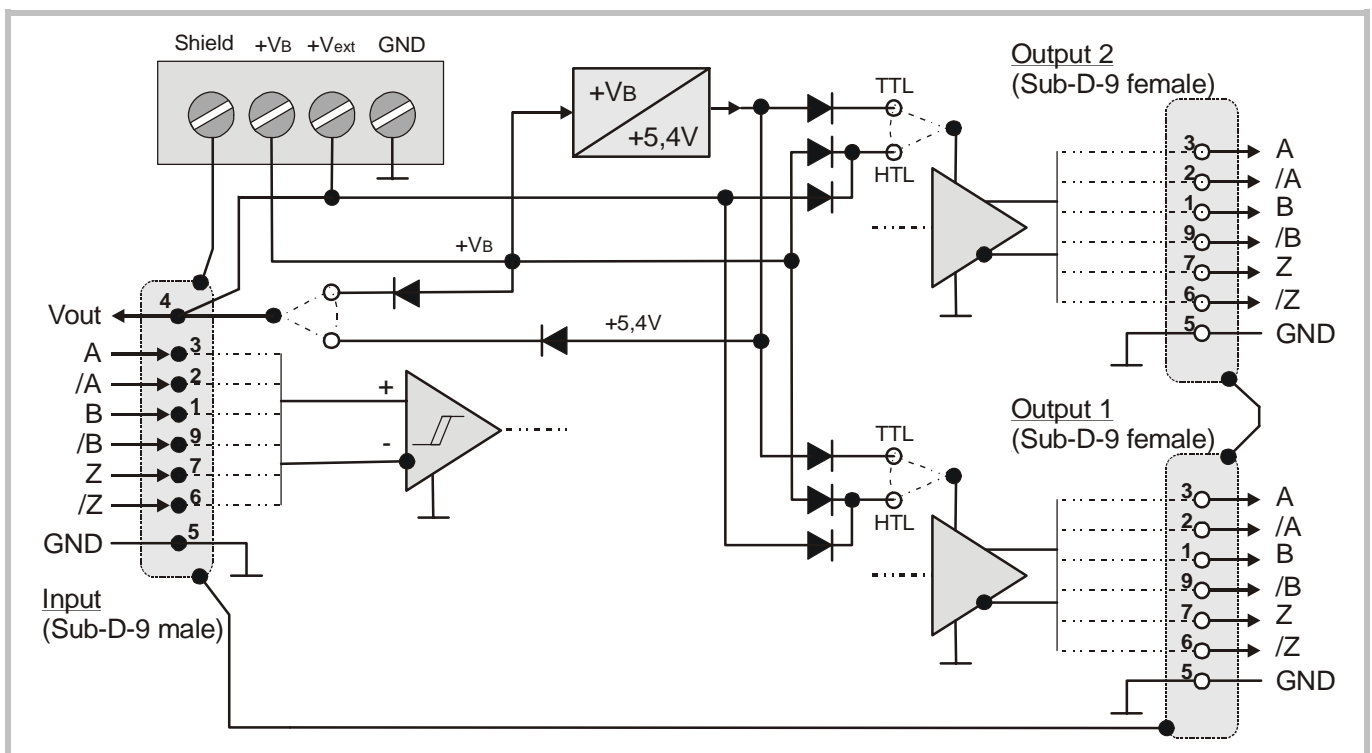 Shield +VB +Vext GND
+VB
+5,4V
TTL
HTL
Output 2
(Sub-D-9 female)
3 A
2 /A
1 B
9 /B
7 Z
6 /Z
5 GND
+VB
+5,4V
Vout 4
A 3
/A 2
B 1
/B 9
Z 7
/Z 6
GND 5
+
-
Input
(Sub-D-9 male)
TTL
HTL
Output 1
(Sub-D-9 female)
3 A
2 /A
1 B
9 /B
7 Z
6 /Z
5 GND